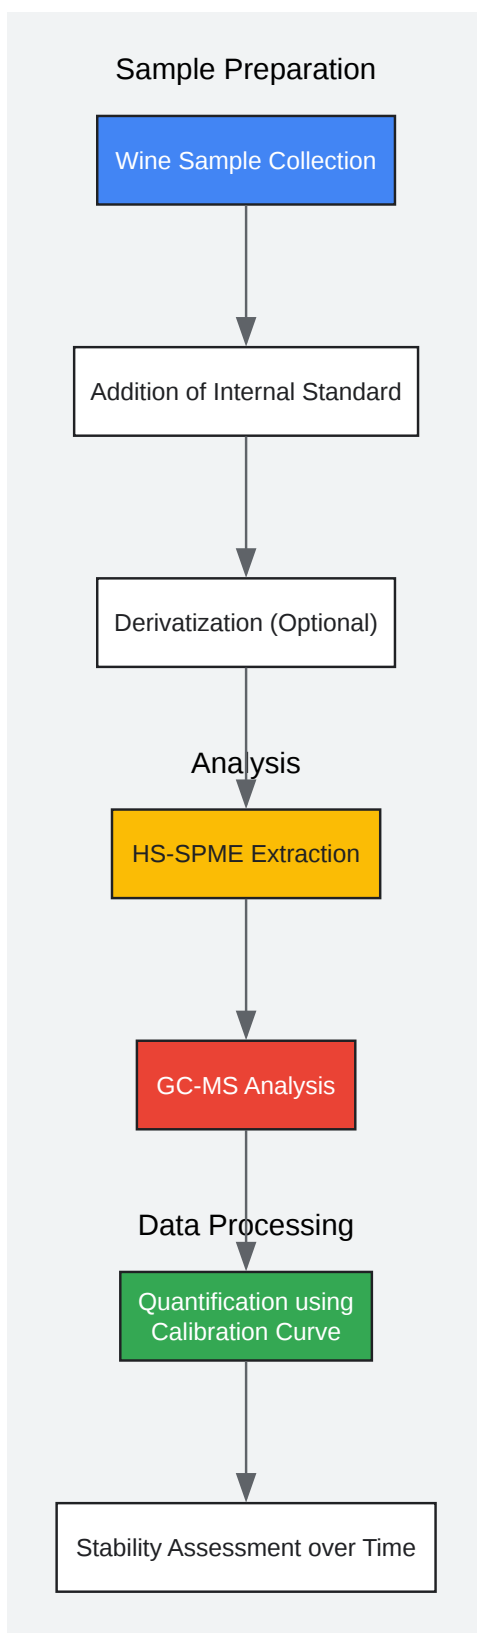 Sample Preparation
Wine Sample Collection
Addition of Internal Standard
Derivatization (Optional)
Analysis
HS-SPME Extraction
GC-MS Analysis
Data Processing
Quantification using
Calibration Curve
Stability Assessment over Time